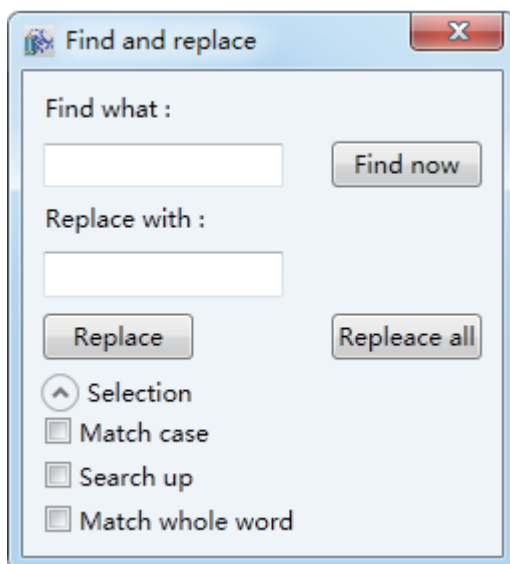 Find and replace
Find what :
Find now
Replace with :
Replace
Repleace all
Selection
Match case
Search up
Match whole word